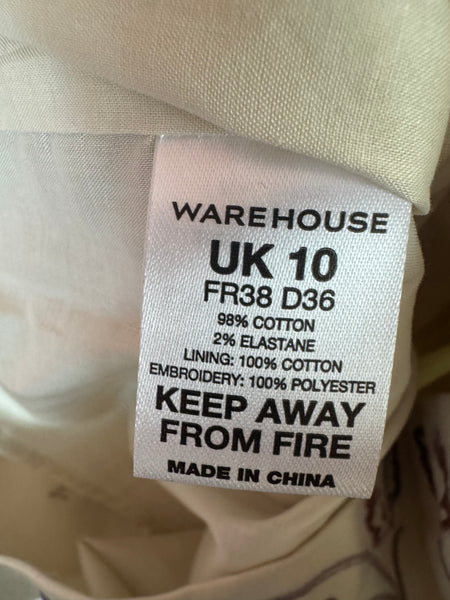 WAREHOUSE
UK 10
FR38 D36
98% COTTON
2% ELASTANE
LINING: 100% COTTON
EMBROIDERY: 100% POLYESTER
KEEP AWAY
FROM FIRE
MADE IN CHINA